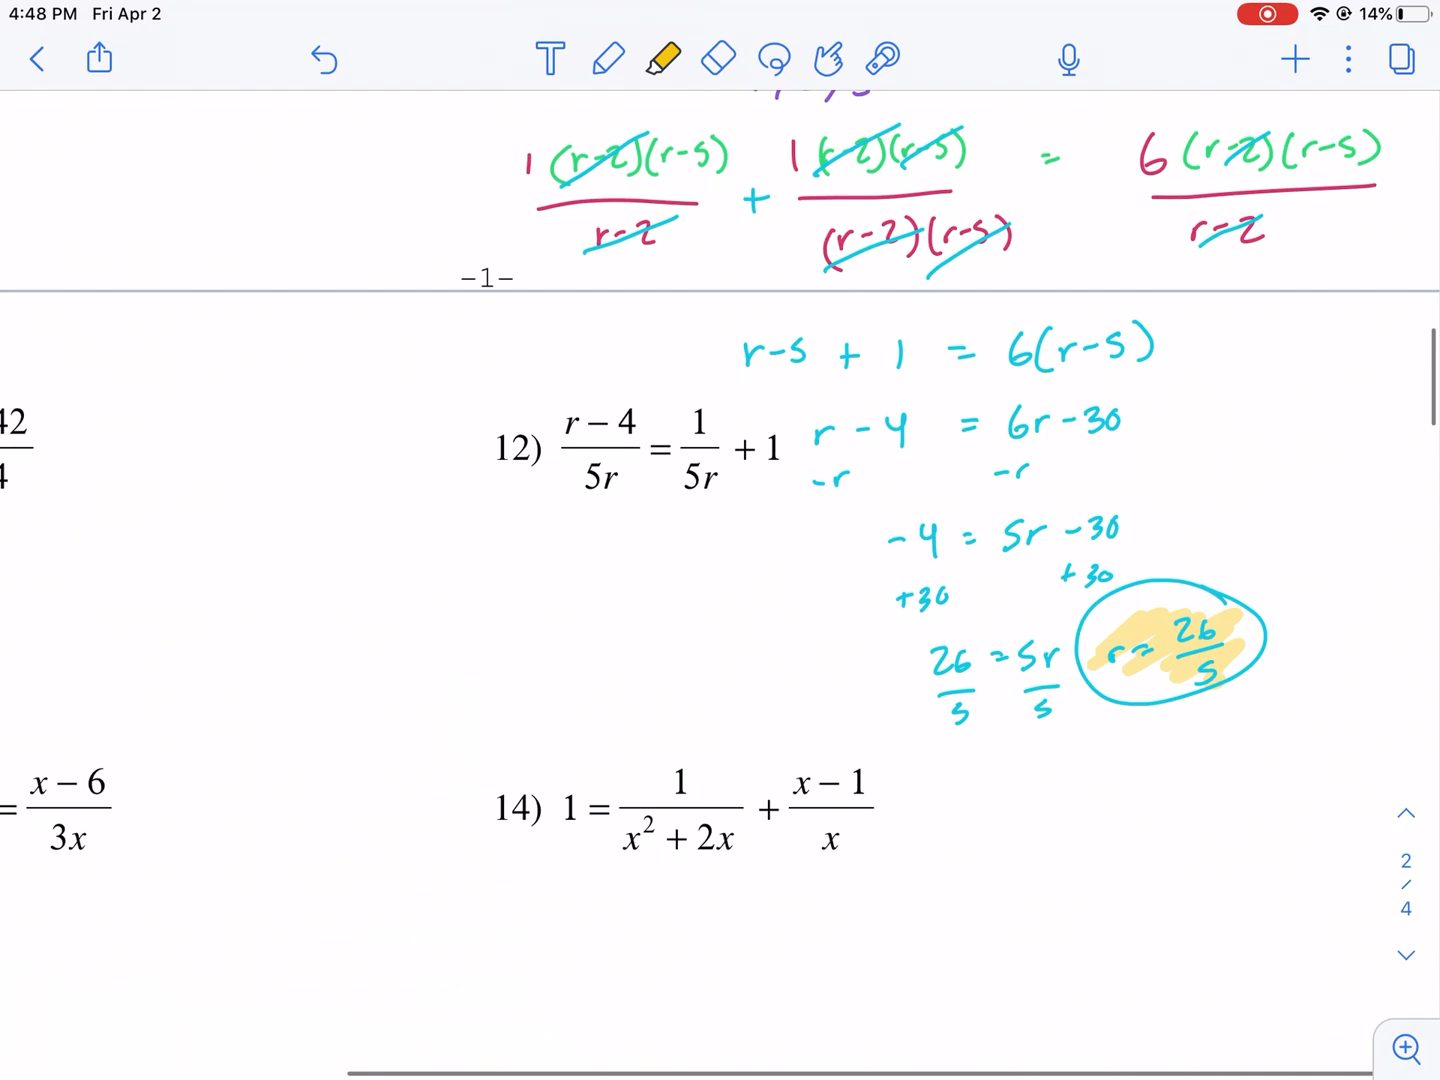 4:48 PM Fri Apr 2 14%
1 (r-2)(r-5) 1 (r-2)(r-5) = 6 (r-2)(r-5)
+
r-2 (r-2)(r-5) r-2
-1-
r-5 + 1 = 6(r-5)
42
4
12) r − 4 / 5r = 1 / 5r + 1
r - 4 = 6r - 30
-r -r
-4 = 5r - 30
+30 +30
26 = 5r
5 5
r = 26/5
= x − 6 / 3x
14) 1 = 1 / x² + 2x + x − 1 / x
2
/
4